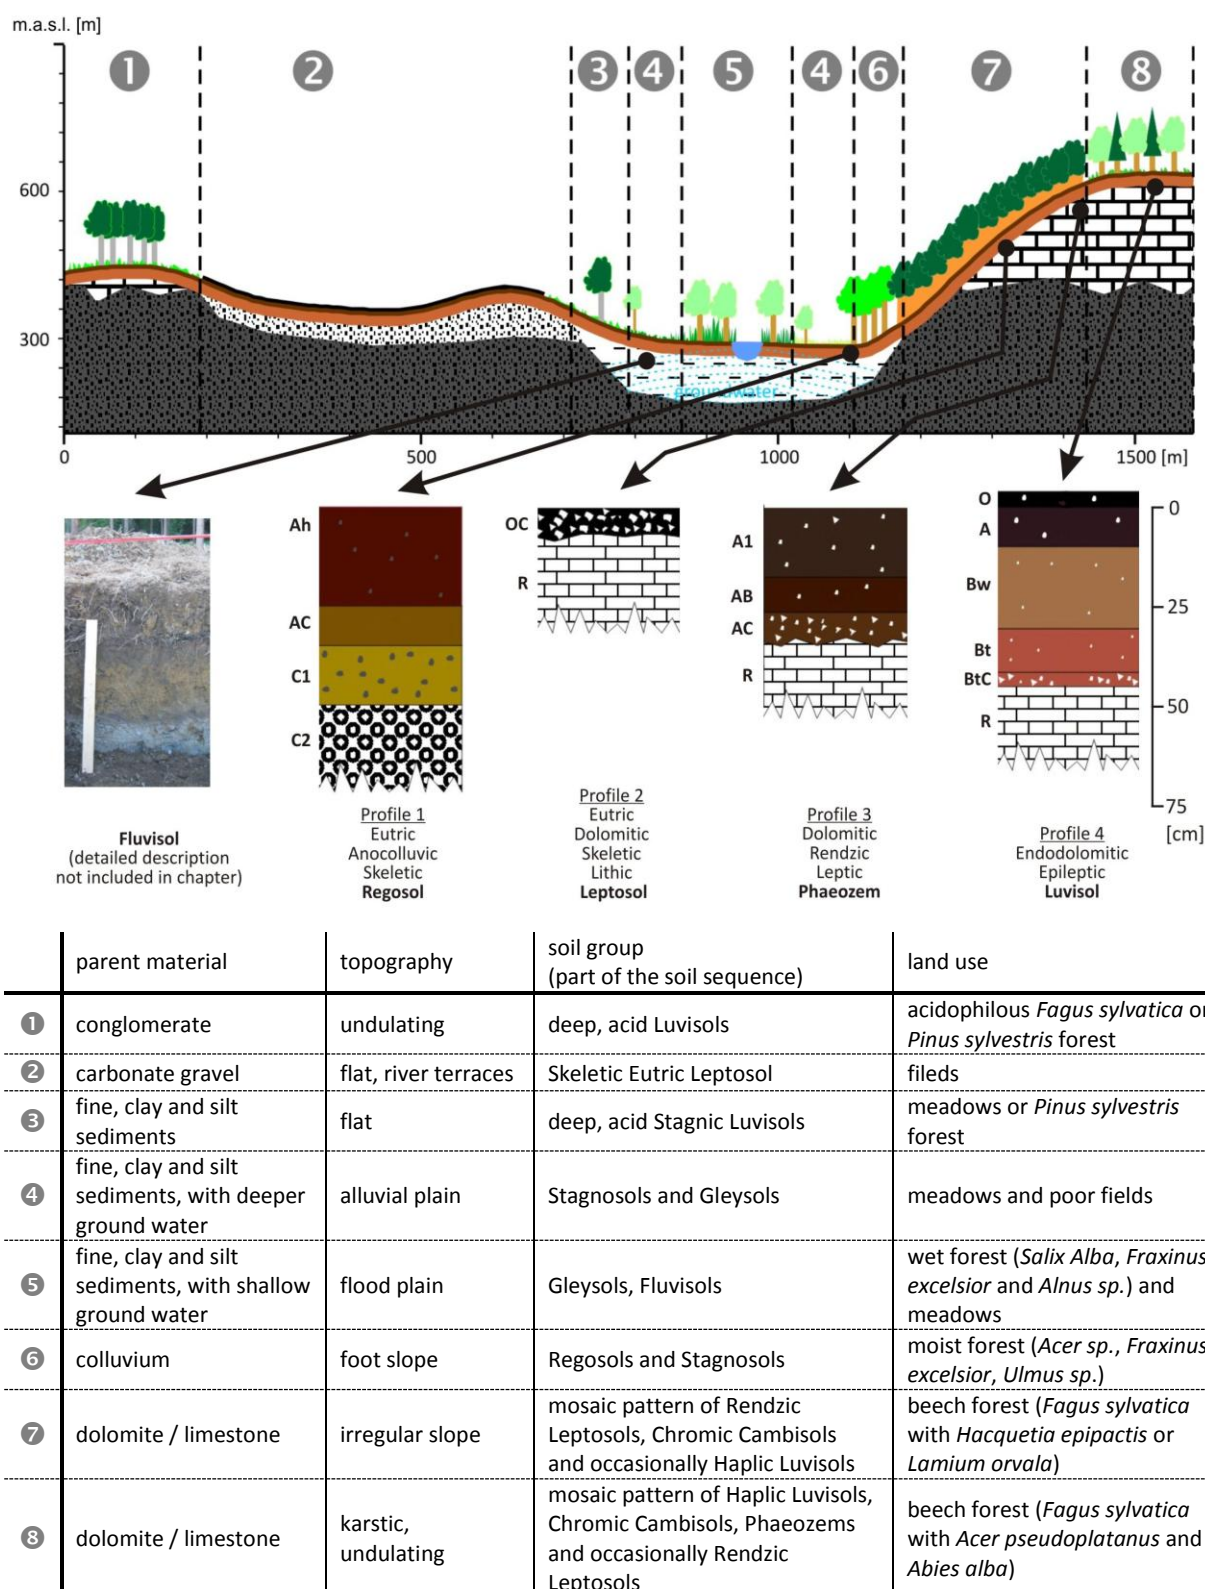 m.a.s.l. [m]
1 2 3 4 5 4 6 7 8
600
300
groundwater
0 500 1000 1500 [m]
Ah
AC
C1
C2
OC
R
A1
AB
AC
R
O
A
Bw
Bt
BtC
R
0
25
50
75
[cm]
Fluvisol
(detailed description
not included in chapter)
Profile 1
Eutric
Anocolluvic
Skeletic
Regosol
Profile 2
Eutric
Dolomitic
Skeletic
Lithic
Leptosol
Profile 3
Dolomitic
Rendzic
Leptic
Phaeozem
Profile 4
Endodolomitic
Epileptic
Luvisol
parent material
topography
soil group
(part of the soil sequence)
land use
1
conglomerate
undulating
deep, acid Luvisols
acidophilous Fagus sylvatica or
Pinus sylvestris forest
2
carbonate gravel
flat, river terraces
Skeletic Eutric Leptosol
fileds
3
fine, clay and silt
sediments
flat
deep, acid Stagnic Luvisols
meadows or Pinus sylvestris
forest
4
fine, clay and silt
sediments, with deeper
ground water
alluvial plain
Stagnosols and Gleysols
meadows and poor fields
5
fine, clay and silt
sediments, with shallow
ground water
flood plain
Gleysols, Fluvisols
wet forest (Salix Alba, Fraxinus
excelsior and Alnus sp.) and
meadows
6
colluvium
foot slope
Regosols and Stagnosols
moist forest (Acer sp., Fraxinus
excelsior, Ulmus sp.)
7
dolomite / limestone
irregular slope
mosaic pattern of Rendzic
Leptosols, Chromic Cambisols
and occasionally Haplic Luvisols
beech forest (Fagus sylvatica
with Hacquetia epipactis or
Lamium orvala)
8
dolomite / limestone
karstic,
undulating
mosaic pattern of Haplic Luvisols,
Chromic Cambisols, Phaeozems
and occasionally Rendzic
Leptosols
beech forest (Fagus sylvatica
with Acer pseudoplatanus and
Abies alba)